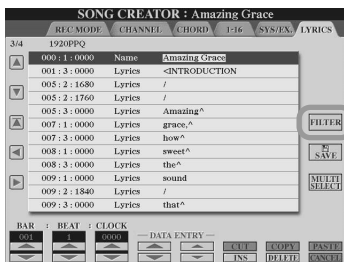 SONG CREATOR : Amazing Grace
REC MODE CHANNEL CHORD 1-16 SYS/EX. LYRICS
3/4 1920PPQ
000 : 1 : 0000 Name Amazing Grace
001 : 3 : 0000 Lyrics <INTRODUCTION
005 : 2 : 1680 Lyrics /
005 : 2 : 1760 Lyrics /
005 : 3 : 0000 Lyrics Amazing^
007 : 1 : 0000 Lyrics grace,^
007 : 3 : 0000 Lyrics how^
008 : 1 : 0000 Lyrics sweet^
008 : 3 : 0000 Lyrics the^
009 : 1 : 0000 Lyrics sound
009 : 2 : 1840 Lyrics /
009 : 3 : 0000 Lyrics that^
FILTER
SAVE
MULTI
SELECT
BAR : BEAT : CLOCK
001 1 0000
DATA ENTRY
CUT COPY PASTE
INS DELETE CANCEL